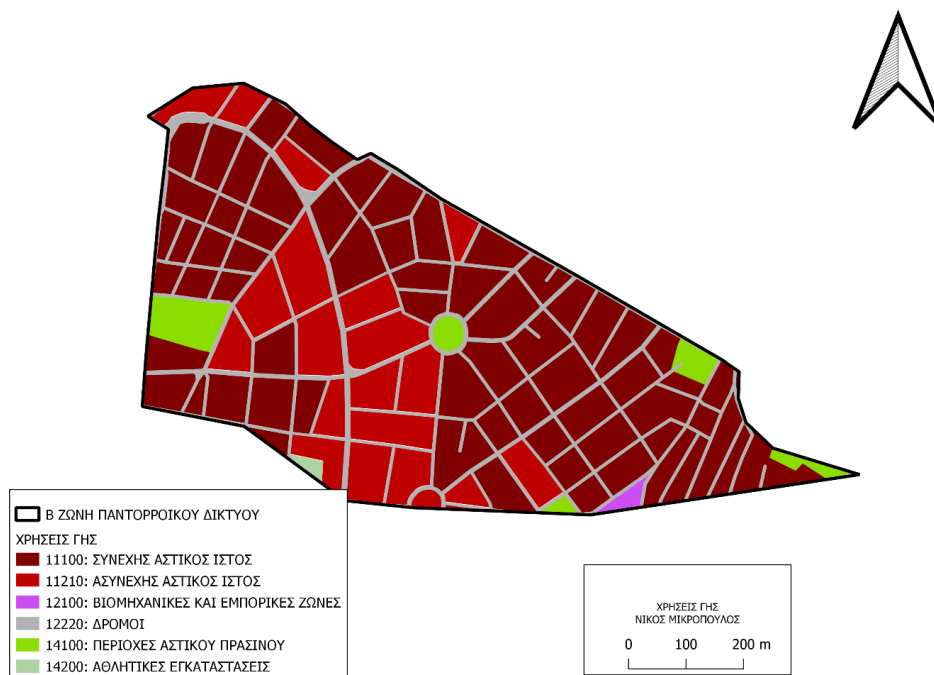 Β ΖΩΝΗ ΠΑΝΤΟΡΡΟΙΚΟΥ ΔΙΚΤΥΟΥ
ΧΡΗΣΕΙΣ ΓΗΣ
11100: ΣΥΝΕΧΗΣ ΑΣΤΙΚΟΣ ΙΣΤΟΣ
11210: ΑΣΥΝΕΧΗΣ ΑΣΤΙΚΟΣ ΙΣΤΟΣ
12100: ΒΙΟΜΗΧΑΝΙΚΕΣ ΚΑΙ ΕΜΠΟΡΙΚΕΣ ΖΩΝΕΣ
12220: ΔΡΟΜΟΙ
14100: ΠΕΡΙΟΧΕΣ ΑΣΤΙΚΟΥ ΠΡΑΣΙΝΟΥ
14200: ΑΘΛΗΤΙΚΕΣ ΕΓΚΑΤΑΣΤΑΣΕΙΣ
ΧΡΗΣΕΙΣ ΓΗΣ
ΝΙΚΟΣ ΜΙΚΡΟΠΟΥΛΟΣ
0 100 200 m